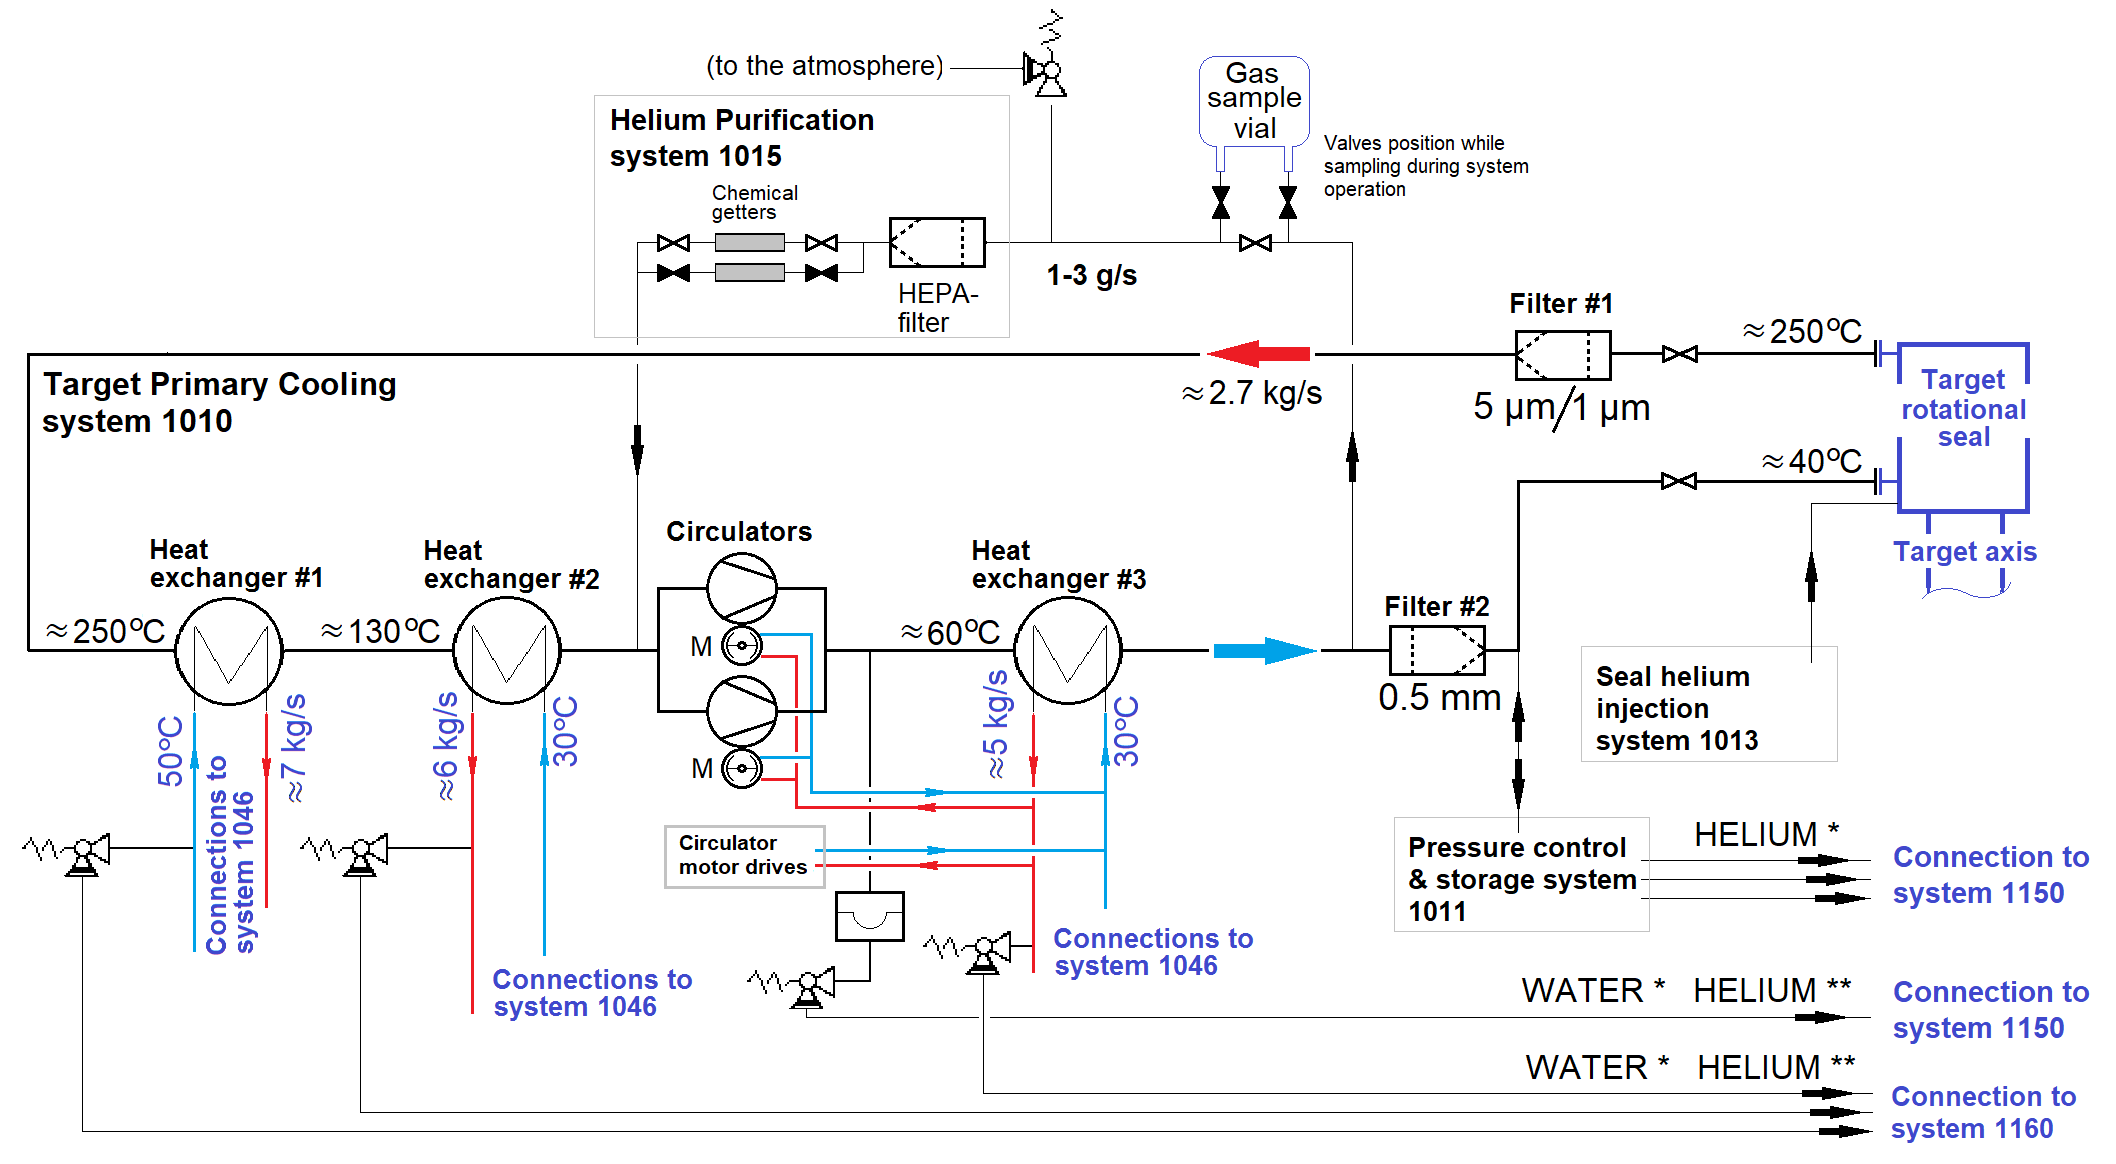 (to the atmosphere)
Gas
sample
vial
Helium Purification
system 1015
Valves position while
sampling during system
operation
Chemical
getters
HEPA-
filter
1-3 g/s
Filter #1
≈250°C
5 µm/1 µm
≈2.7 kg/s
Target
rotational
seal
Target Primary Cooling
system 1010
≈40°C
Target axis
Circulators
Heat
exchanger #1
Heat
exchanger #2
Heat
exchanger #3
≈250°C
≈130°C
≈60°C
M
M
Filter #2
0.5 mm
Seal helium
injection
system 1013
50°C
Connections to
system 1046
≈7 kg/s
≈6 kg/s
30°C
≈5 kg/s
30°C
Circulator
motor drives
Pressure control
& storage system
1011
HELIUM *
Connection to
system 1150
Connections to
system 1046
Connections to
system 1046
WATER * HELIUM **
Connection to
system 1150
WATER * HELIUM **
Connection to
system 1160